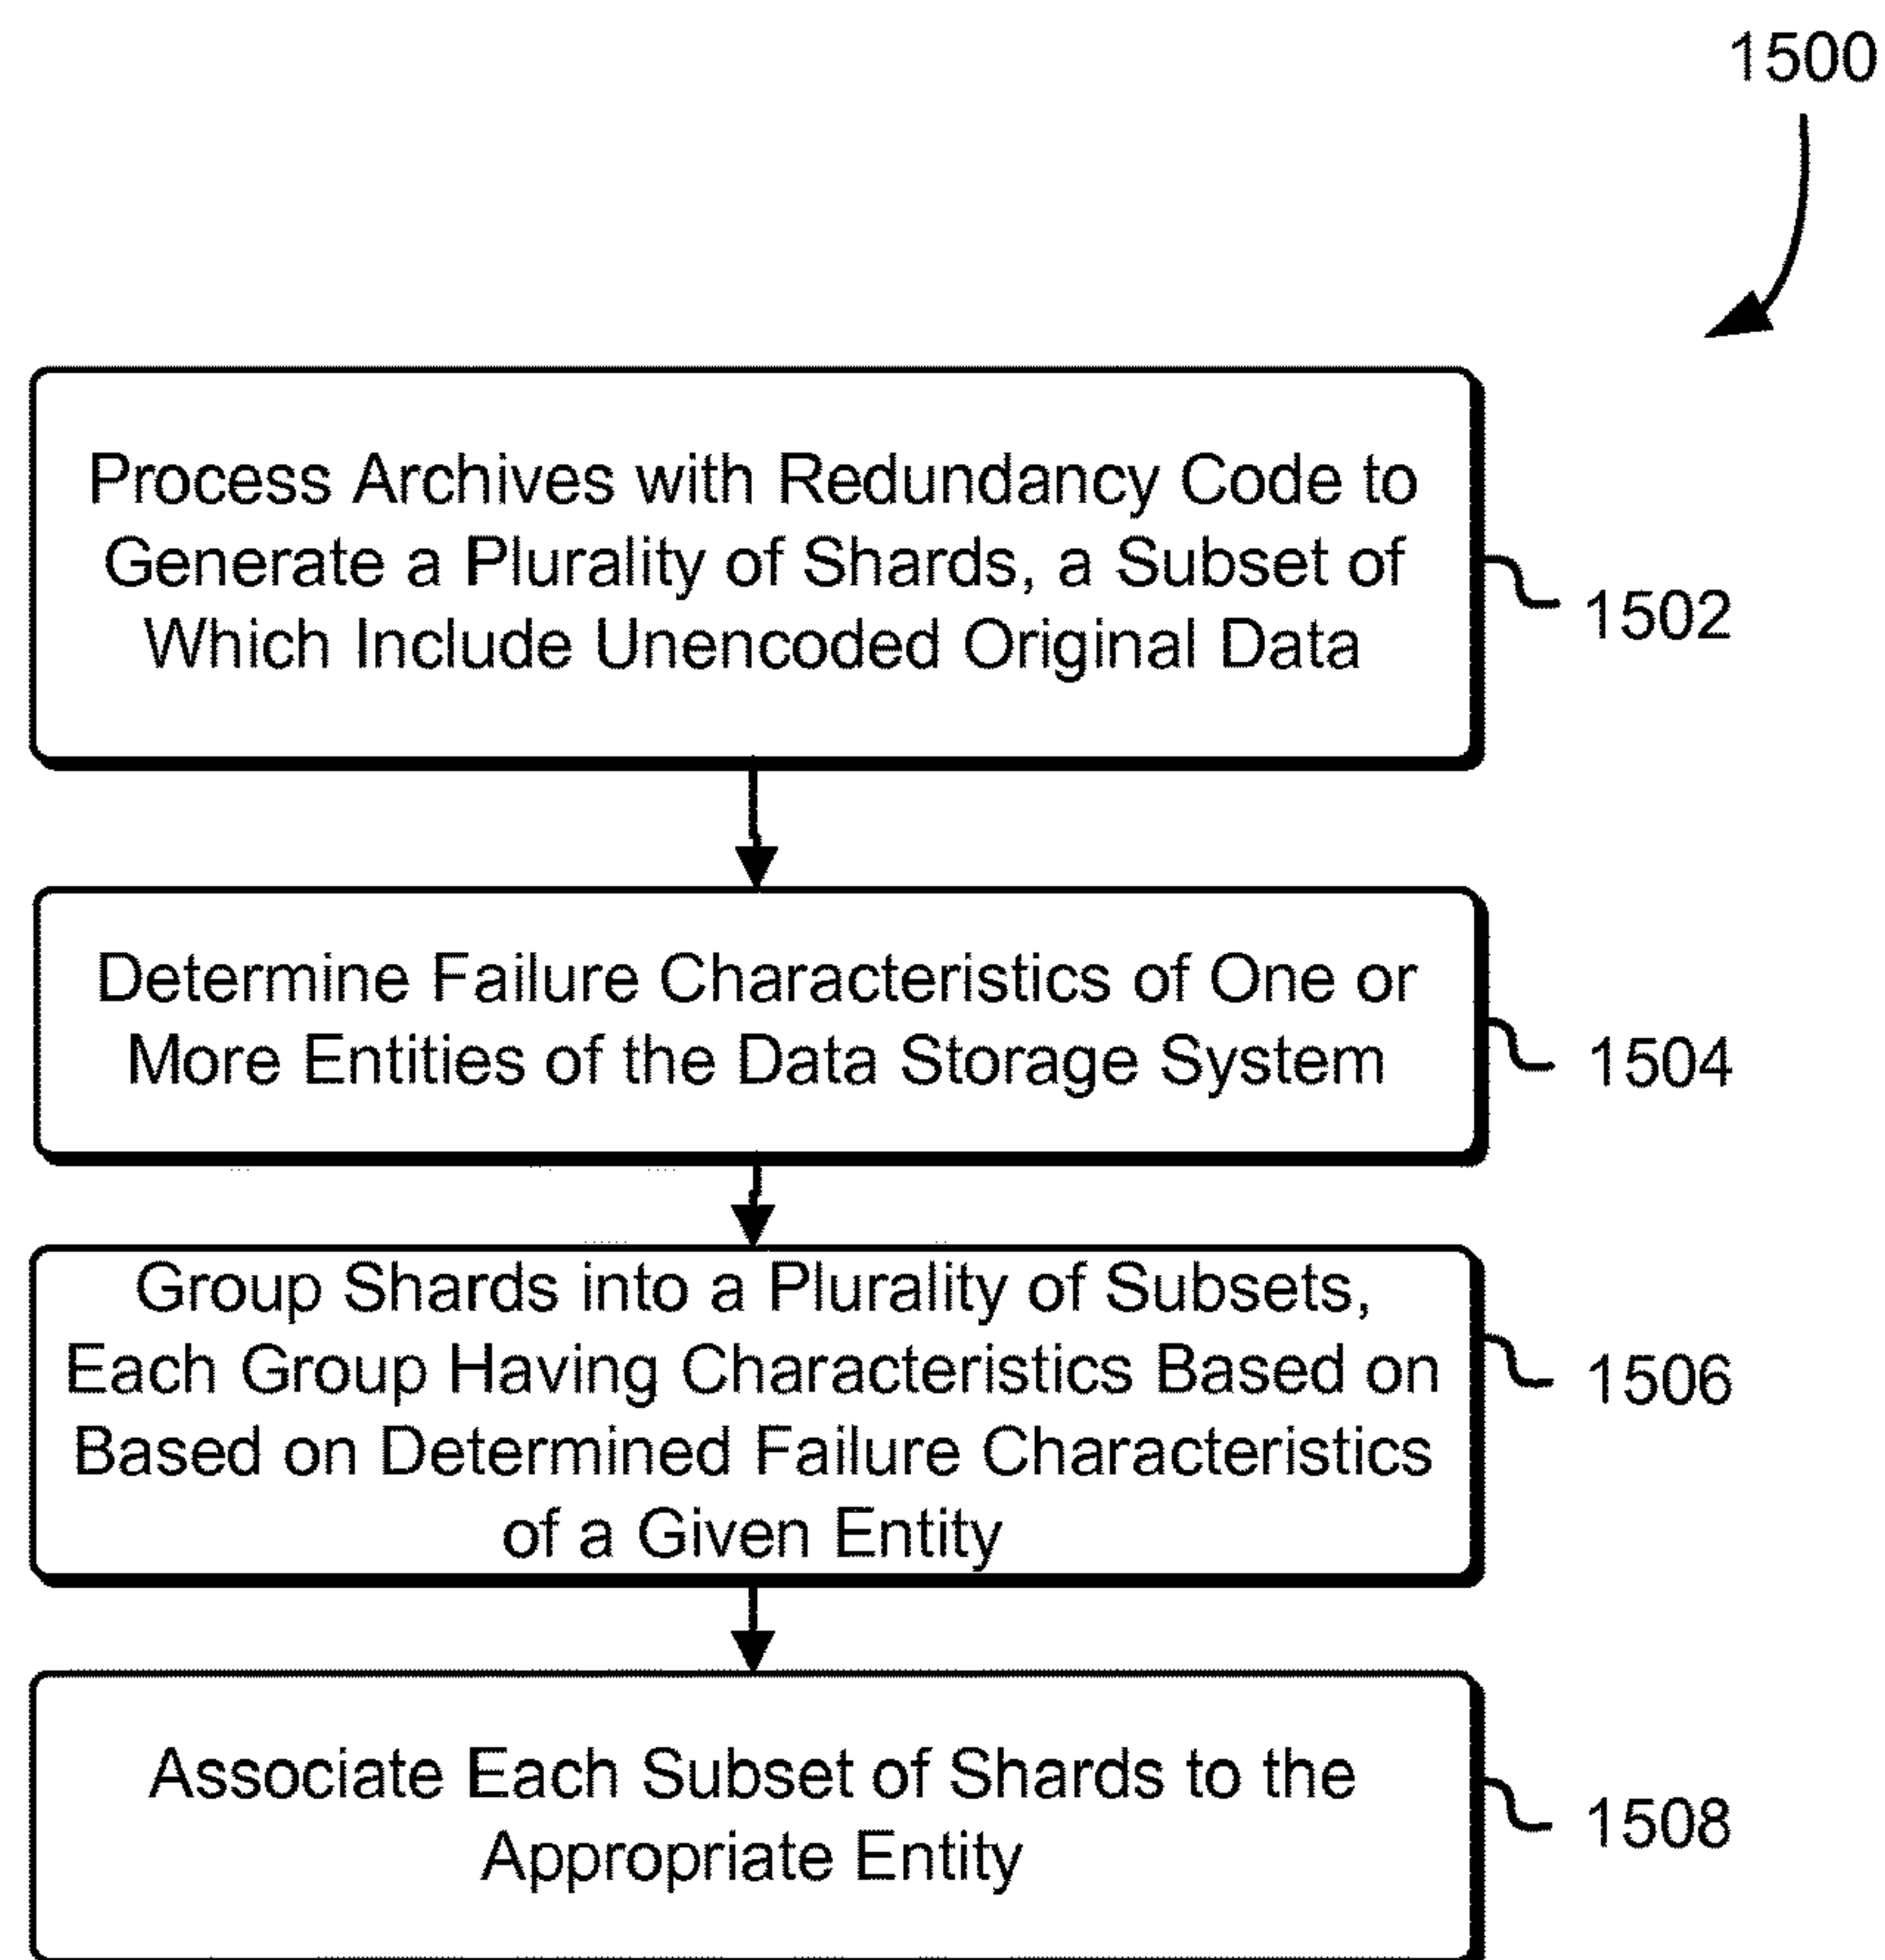 1500
Process Archives with Redundancy Code to
Generate a Plurality of Shards, a Subset of
Which Include Unencoded Original Data
1502
Determine Failure Characteristics of One or
More Entities of the Data Storage System
1504
Group Shards into a Plurality of Subsets,
Each Group Having Characteristics Based on
Based on Determined Failure Characteristics
of a Given Entity
1506
Associate Each Subset of Shards to the
Appropriate Entity
1508